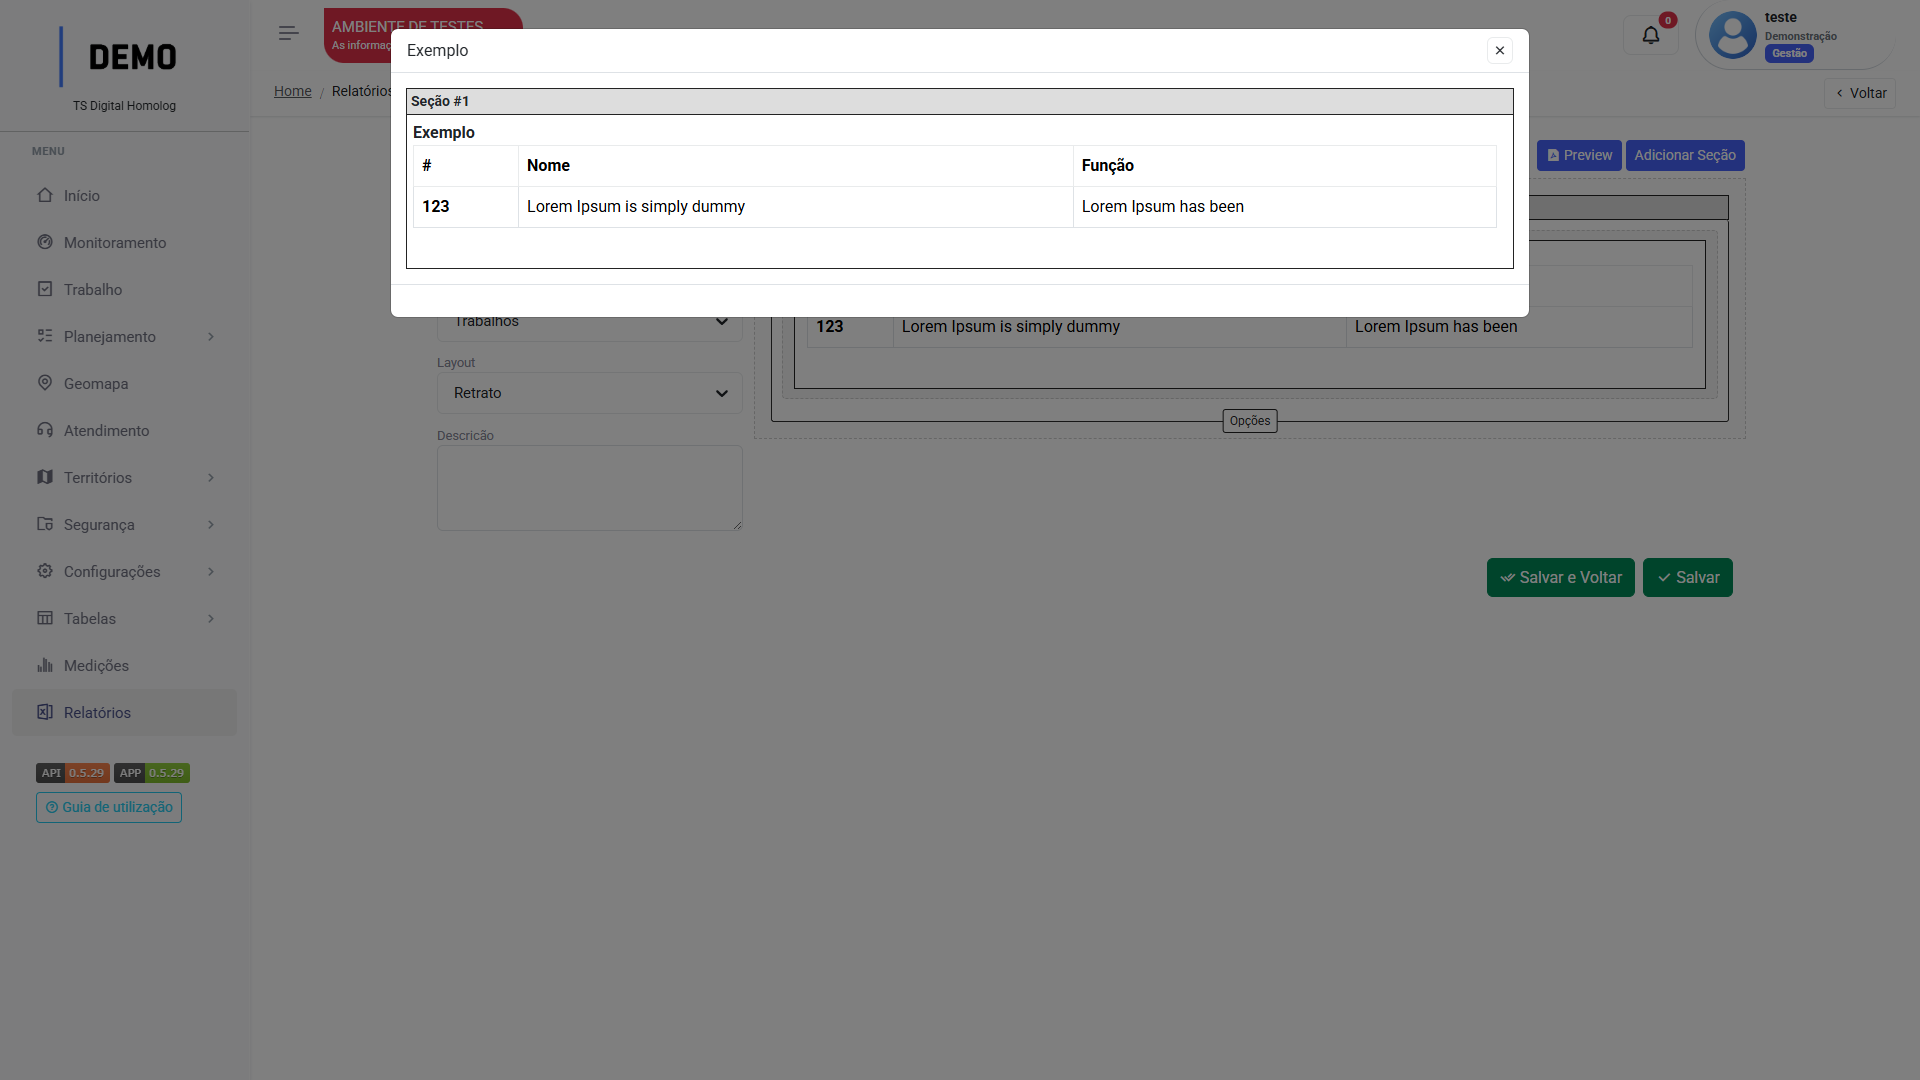 DEMO
TS Digital Homolog
MENU
Início
Monitoramento
Trabalho
Planejamento
Geomapa
Atendimento
Territórios
Segurança
Configurações
Tabelas
Medições
Relatórios
API 0.5.29 APP 0.5.29
Guia de utilização
AMBIENTE DE TESTES
As informaç
0
teste
Demonstração
Gestão
Home / Relatórios
Voltar
Exemplo
Seção #1
Exemplo
# Nome Função
123 Lorem Ipsum is simply dummy Lorem Ipsum has been
Preview Adicionar Seção
Trabalhos
Layout
Retrato
Descricão
123 Lorem Ipsum is simply dummy Lorem Ipsum has been
Opções
Salvar e Voltar Salvar